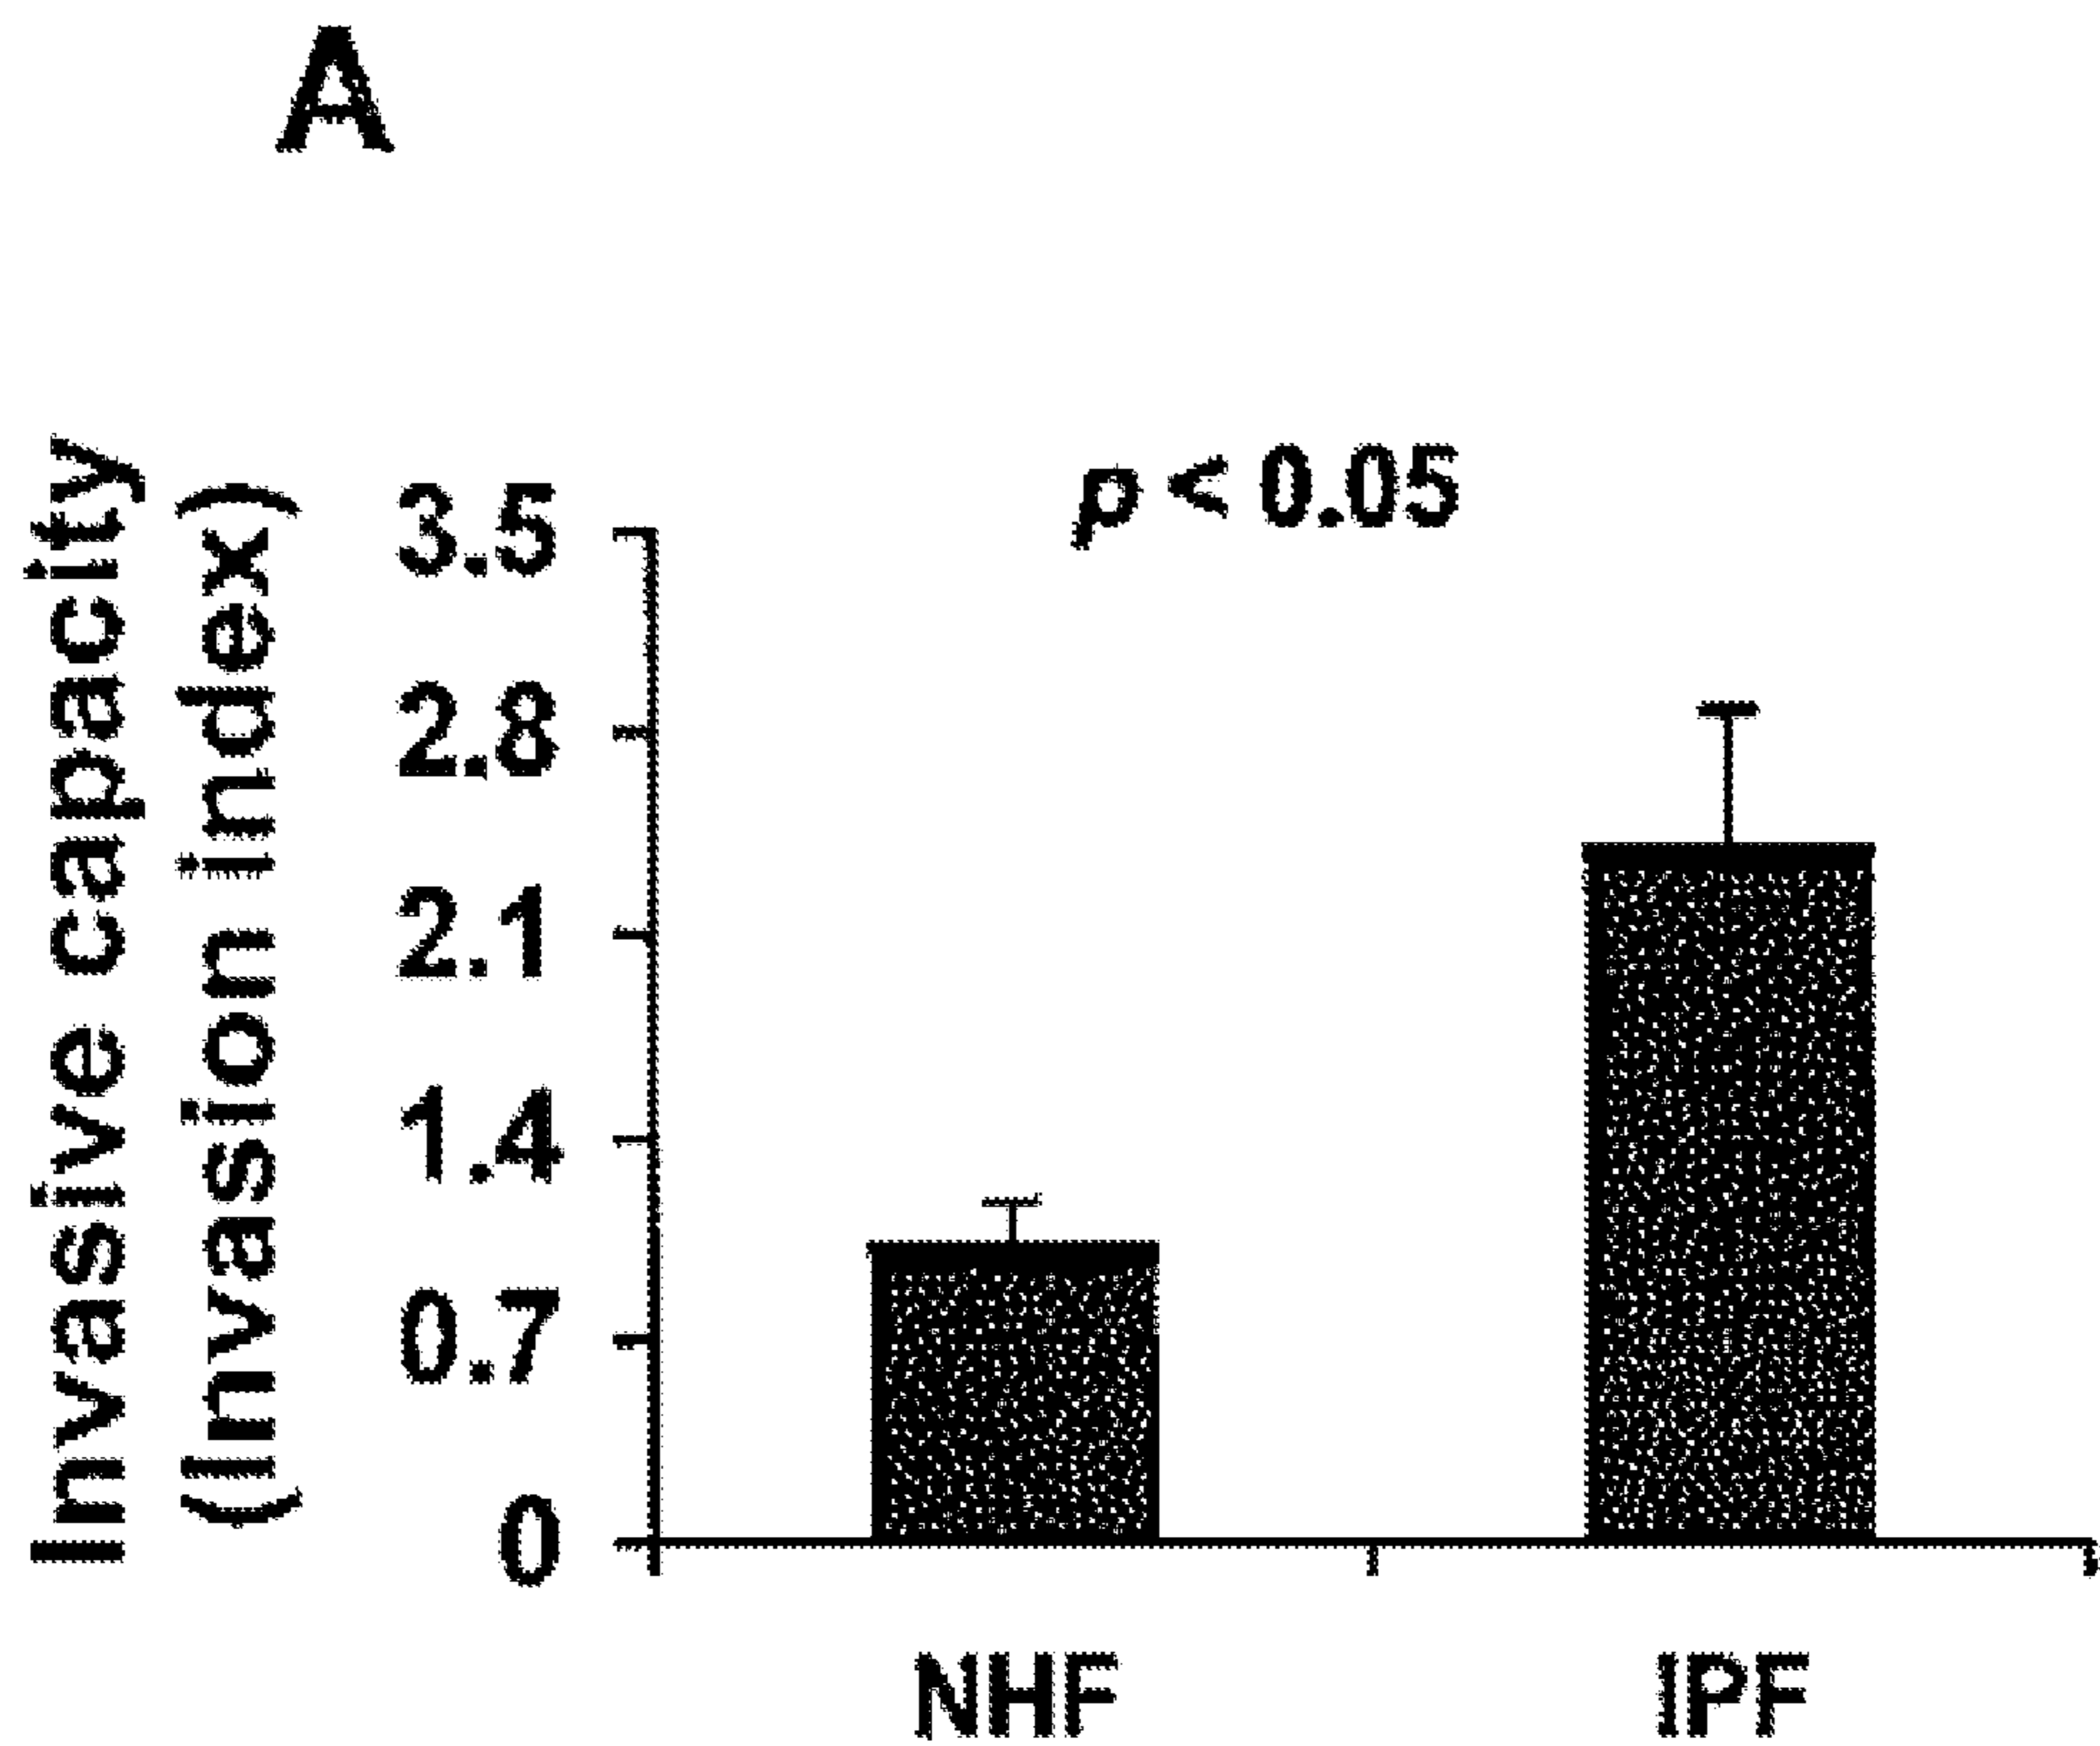 A
Invasive capacity
(Invasion index)
p < 0.05
3.5
2.8
2.1
1.4
0.7
0
NHF
IPF